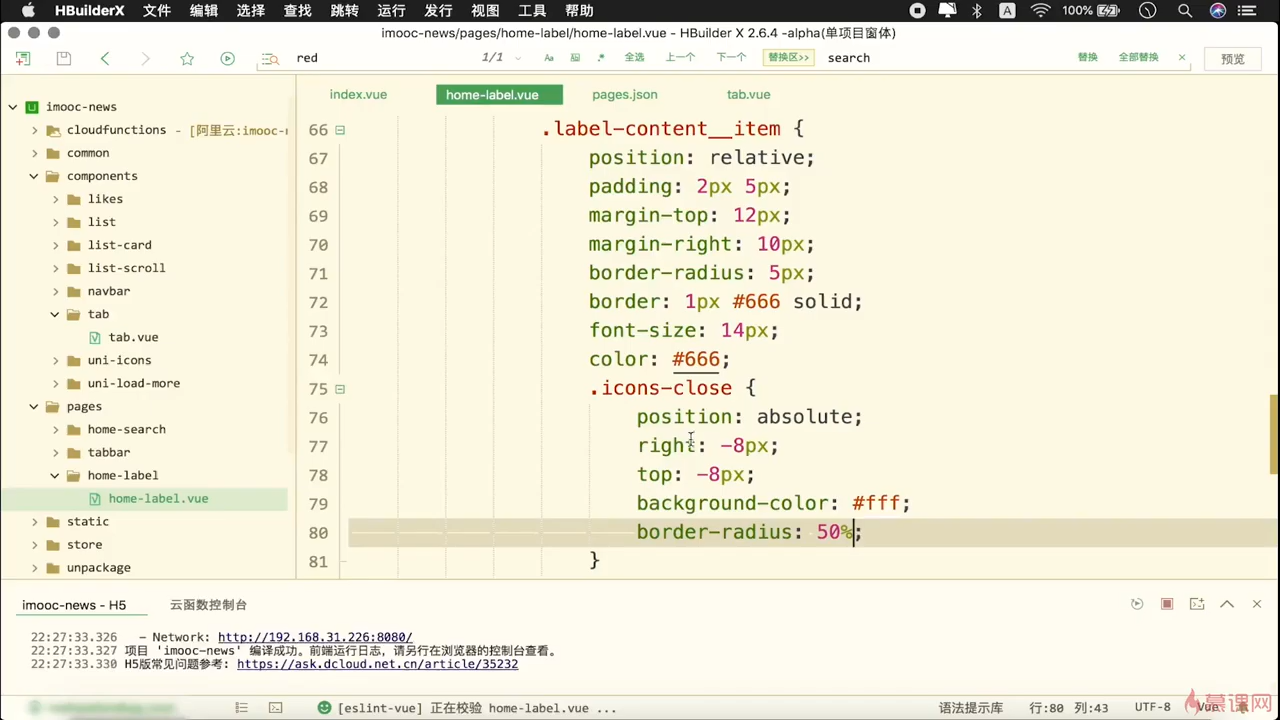 HBuilderX 文件 编辑 选择 查找 跳转 运行 发行 视图 工具 帮助 A 100%
imooc-news/pages/home-label/home-label.vue - HBuilder X 2.6.4 -alpha(单项目窗体)
red 1/1 Aa .* 全选 上一个 下一个 替换区>> search 替换 全部替换 预览
index.vue home-label.vue pages.json tab.vue
imooc-news
cloudfunctions - [阿里云:imooc-n
common
components
likes
list
list-card
list-scroll
navbar
tab
tab.vue
uni-icons
uni-load-more
pages
home-search
tabbar
home-label
home-label.vue
static
store
unpackage
66 .label-content__item {
67 position: relative;
68 padding: 2px 5px;
69 margin-top: 12px;
70 margin-right: 10px;
71 border-radius: 5px;
72 border: 1px #666 solid;
73 font-size: 14px;
74 color: #666;
75 .icons-close {
76 position: absolute;
77 right: -8px;
78 top: -8px;
79 background-color: #fff;
80 border-radius: 50%;
81 }
imooc-news - H5 云函数控制台
22:27:33.326 - Network: http://192.168.31.226:8080/
22:27:33.327 项目 'imooc-news' 编译成功。前端运行日志，请另行在浏览器的控制台查看。
22:27:33.330 H5版常见问题参考: https://ask.dcloud.net.cn/article/35232
[eslint-vue] 正在校验 home-label.vue ... 语法提示库 行:80 列:43 UTF-8 Vue
慕课网